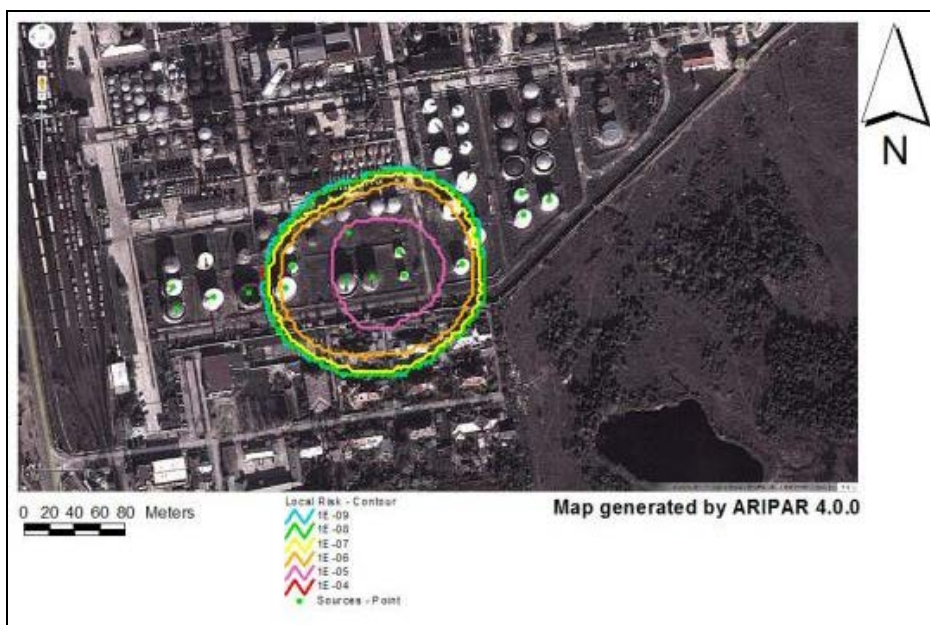 N
0 20 40 60 80 Meters
Local Risk - Contour
1E -09
1E -08
1E -07
1E -06
1E -05
1E -04
Sources - Point
Map generated by ARIPAR 4.0.0